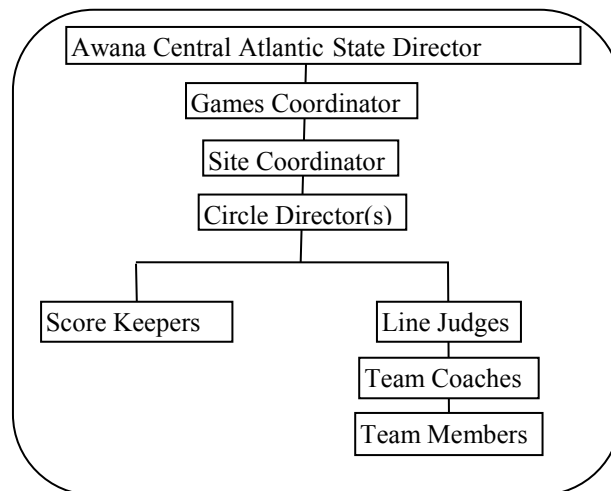 Awana Central Atlantic State Director
Games Coordinator
Site Coordinator
Circle Director(s)
Score Keepers
Line Judges
Team Coaches
Team Members